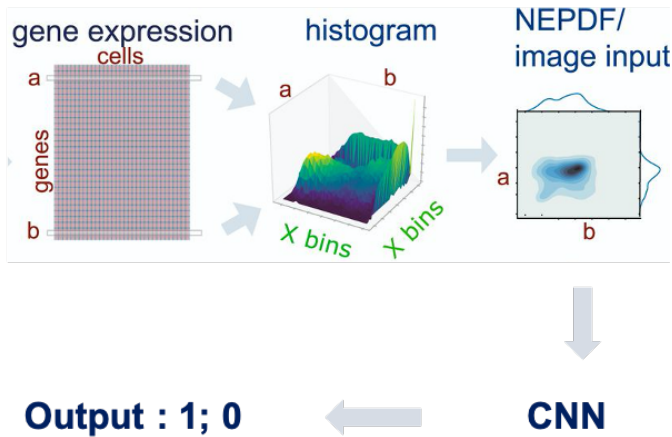 gene expression
cells
a
genes
b
histogram
a
b
X bins
X bins
NEPDF/
image input
a
b
CNN
Output : 1; 0